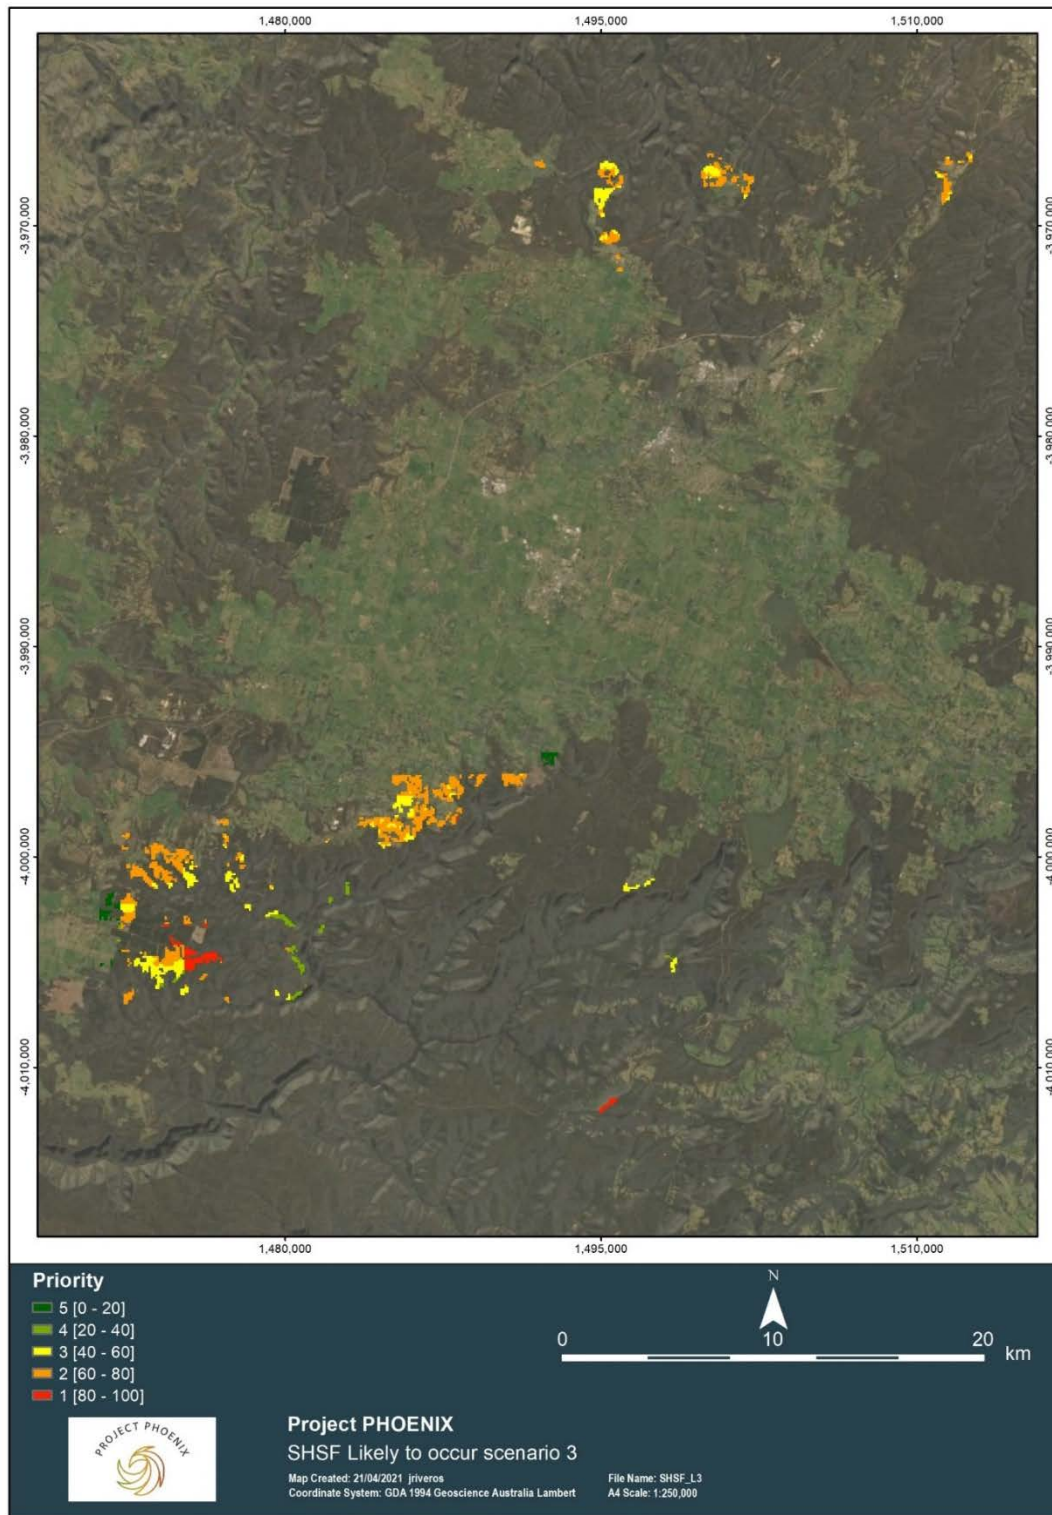 1,480,000 1,495,000 1,510,000
-3,970,000 -3,970,000
-3,980,000 -3,980,000
-3,990,000 -3,990,000
-4,000,000 -4,000,000
-4,010,000 -4,010,000
1,480,000 1,495,000 1,510,000
Priority
5 [0 - 20]
4 [20 - 40]
3 [40 - 60]
2 [60 - 80]
1 [80 - 100]
N
0 10 20 km
PROJECT PHOENIX
Project PHOENIX
SHSF Likely to occur scenario 3
Map Created: 21/04/2021 jriveros File Name: SHSF_L3
Coordinate System: GDA 1994 Geoscience Australia Lambert A4 Scale: 1:250,000